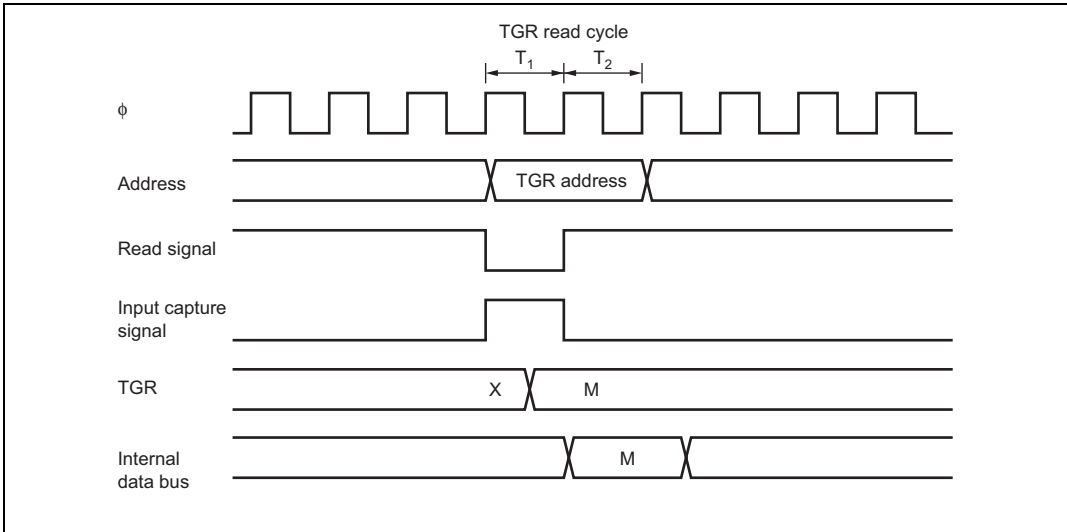 TGR read cycle
T1 T2
ϕ
Address
TGR address
Read signal
Input capture
signal
TGR
X M
Internal
data bus
M